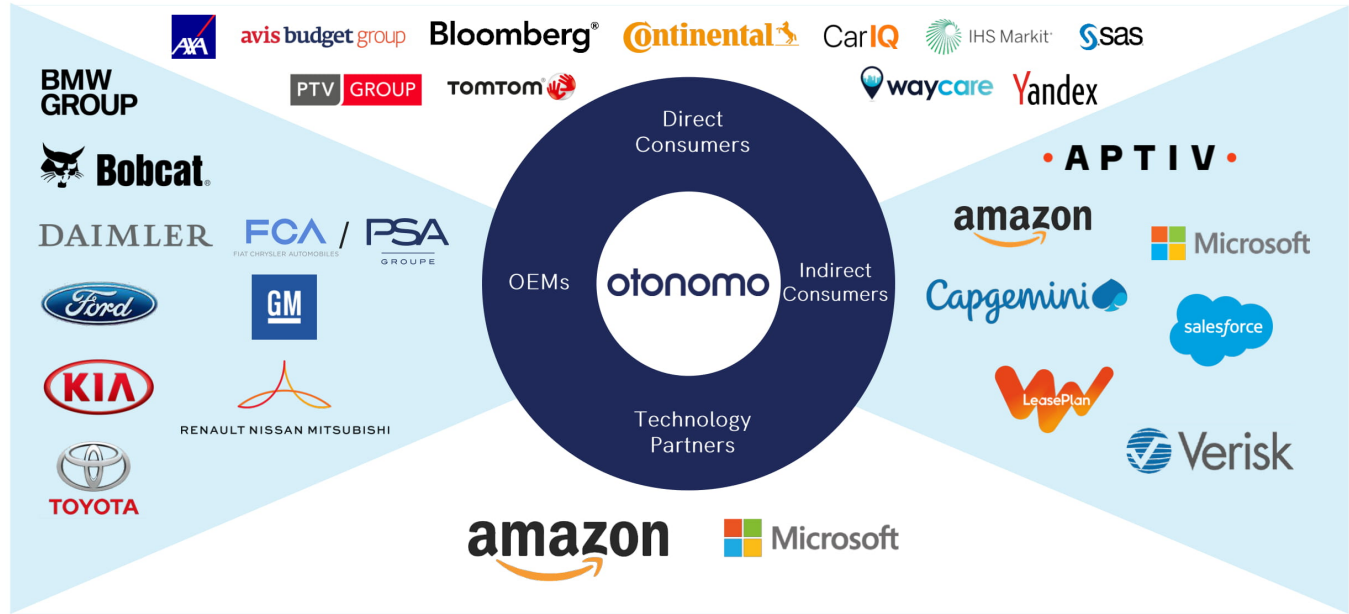 AXA
avis budget group
Bloomberg®
Continental
CarIQ
IHS Markit
sas
PTV GROUP
TOMTOM
waycare
Yandex
BMW
GROUP
Bobcat®
DAIMLER
FCA
FIAT CHRYSLER AUTOMOBILES
/
PSA
GROUPE
Ford
GM
KIA
RENAULT NISSAN MITSUBISHI
TOYOTA
Direct
Consumers
OEMs
otonomo
Indirect
Consumers
Technology
Partners
APTIV
amazon
Microsoft
Capgemini
salesforce
LeasePlan
Verisk
amazon
Microsoft